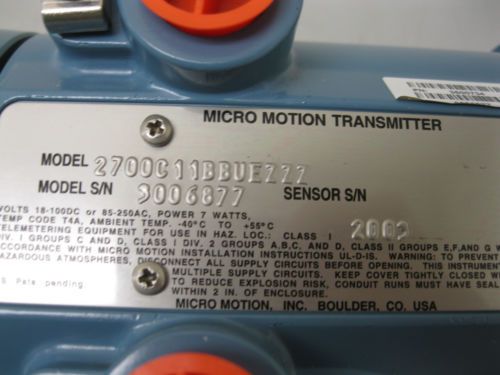 MICRO MOTION TRANSMITTER
MODEL 2700C11BBUEZZZ
MODEL S/N 9006877 SENSOR S/N
2002
VOLTS 18-100DC or 85-250AC, POWER 7 WATTS,
TEMP CODE T4A, AMBIENT TEMP. -40°C TO +55°C
TELEMETERING EQUIPMENT FOR USE IN HAZ. LOC.: CLASS I
DIV. I GROUPS C AND D, CLASS I DIV. 2 GROUPS A,B,C, AND D, CLASS II GROUPS E,F,AND G
ACCORDANCE WITH MICRO MOTION INSTALLATION INSTRUCTIONS UL-D-IS. WARNING: TO PREVENT
HAZARDOUS ATMOSPHERES, DISCONNECT ALL SUPPLY CIRCUITS BEFORE OPENING. THIS INSTRUMENT
MULTIPLE SUPPLY CIRCUITS. KEEP COVER TIGHTLY CLOSED W
TO REDUCE EXPLOSION RISK, CONDUIT RUNS MUST HAVE SEAL
WITHIN 2 IN. OF ENCLOSURE.
S Pats pending.
MICRO MOTION, INC. BOULDER, CO, USA